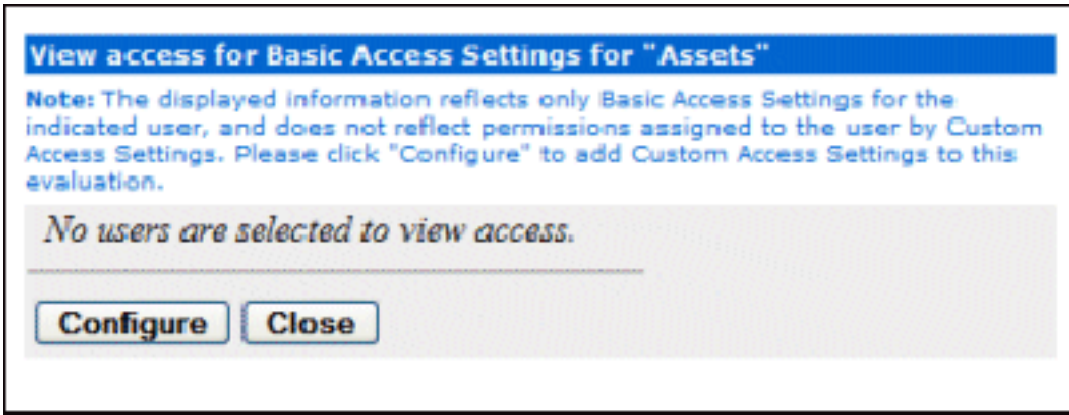 View access for Basic Access Settings for "Assets"
Note: The displayed information reflects only Basic Access Settings for the
indicated user, and does not reflect permissions assigned to the user by Custom
Access Settings. Please click "Configure" to add Custom Access Settings to this
evaluation.
No users are selected to view access.
Configure Close